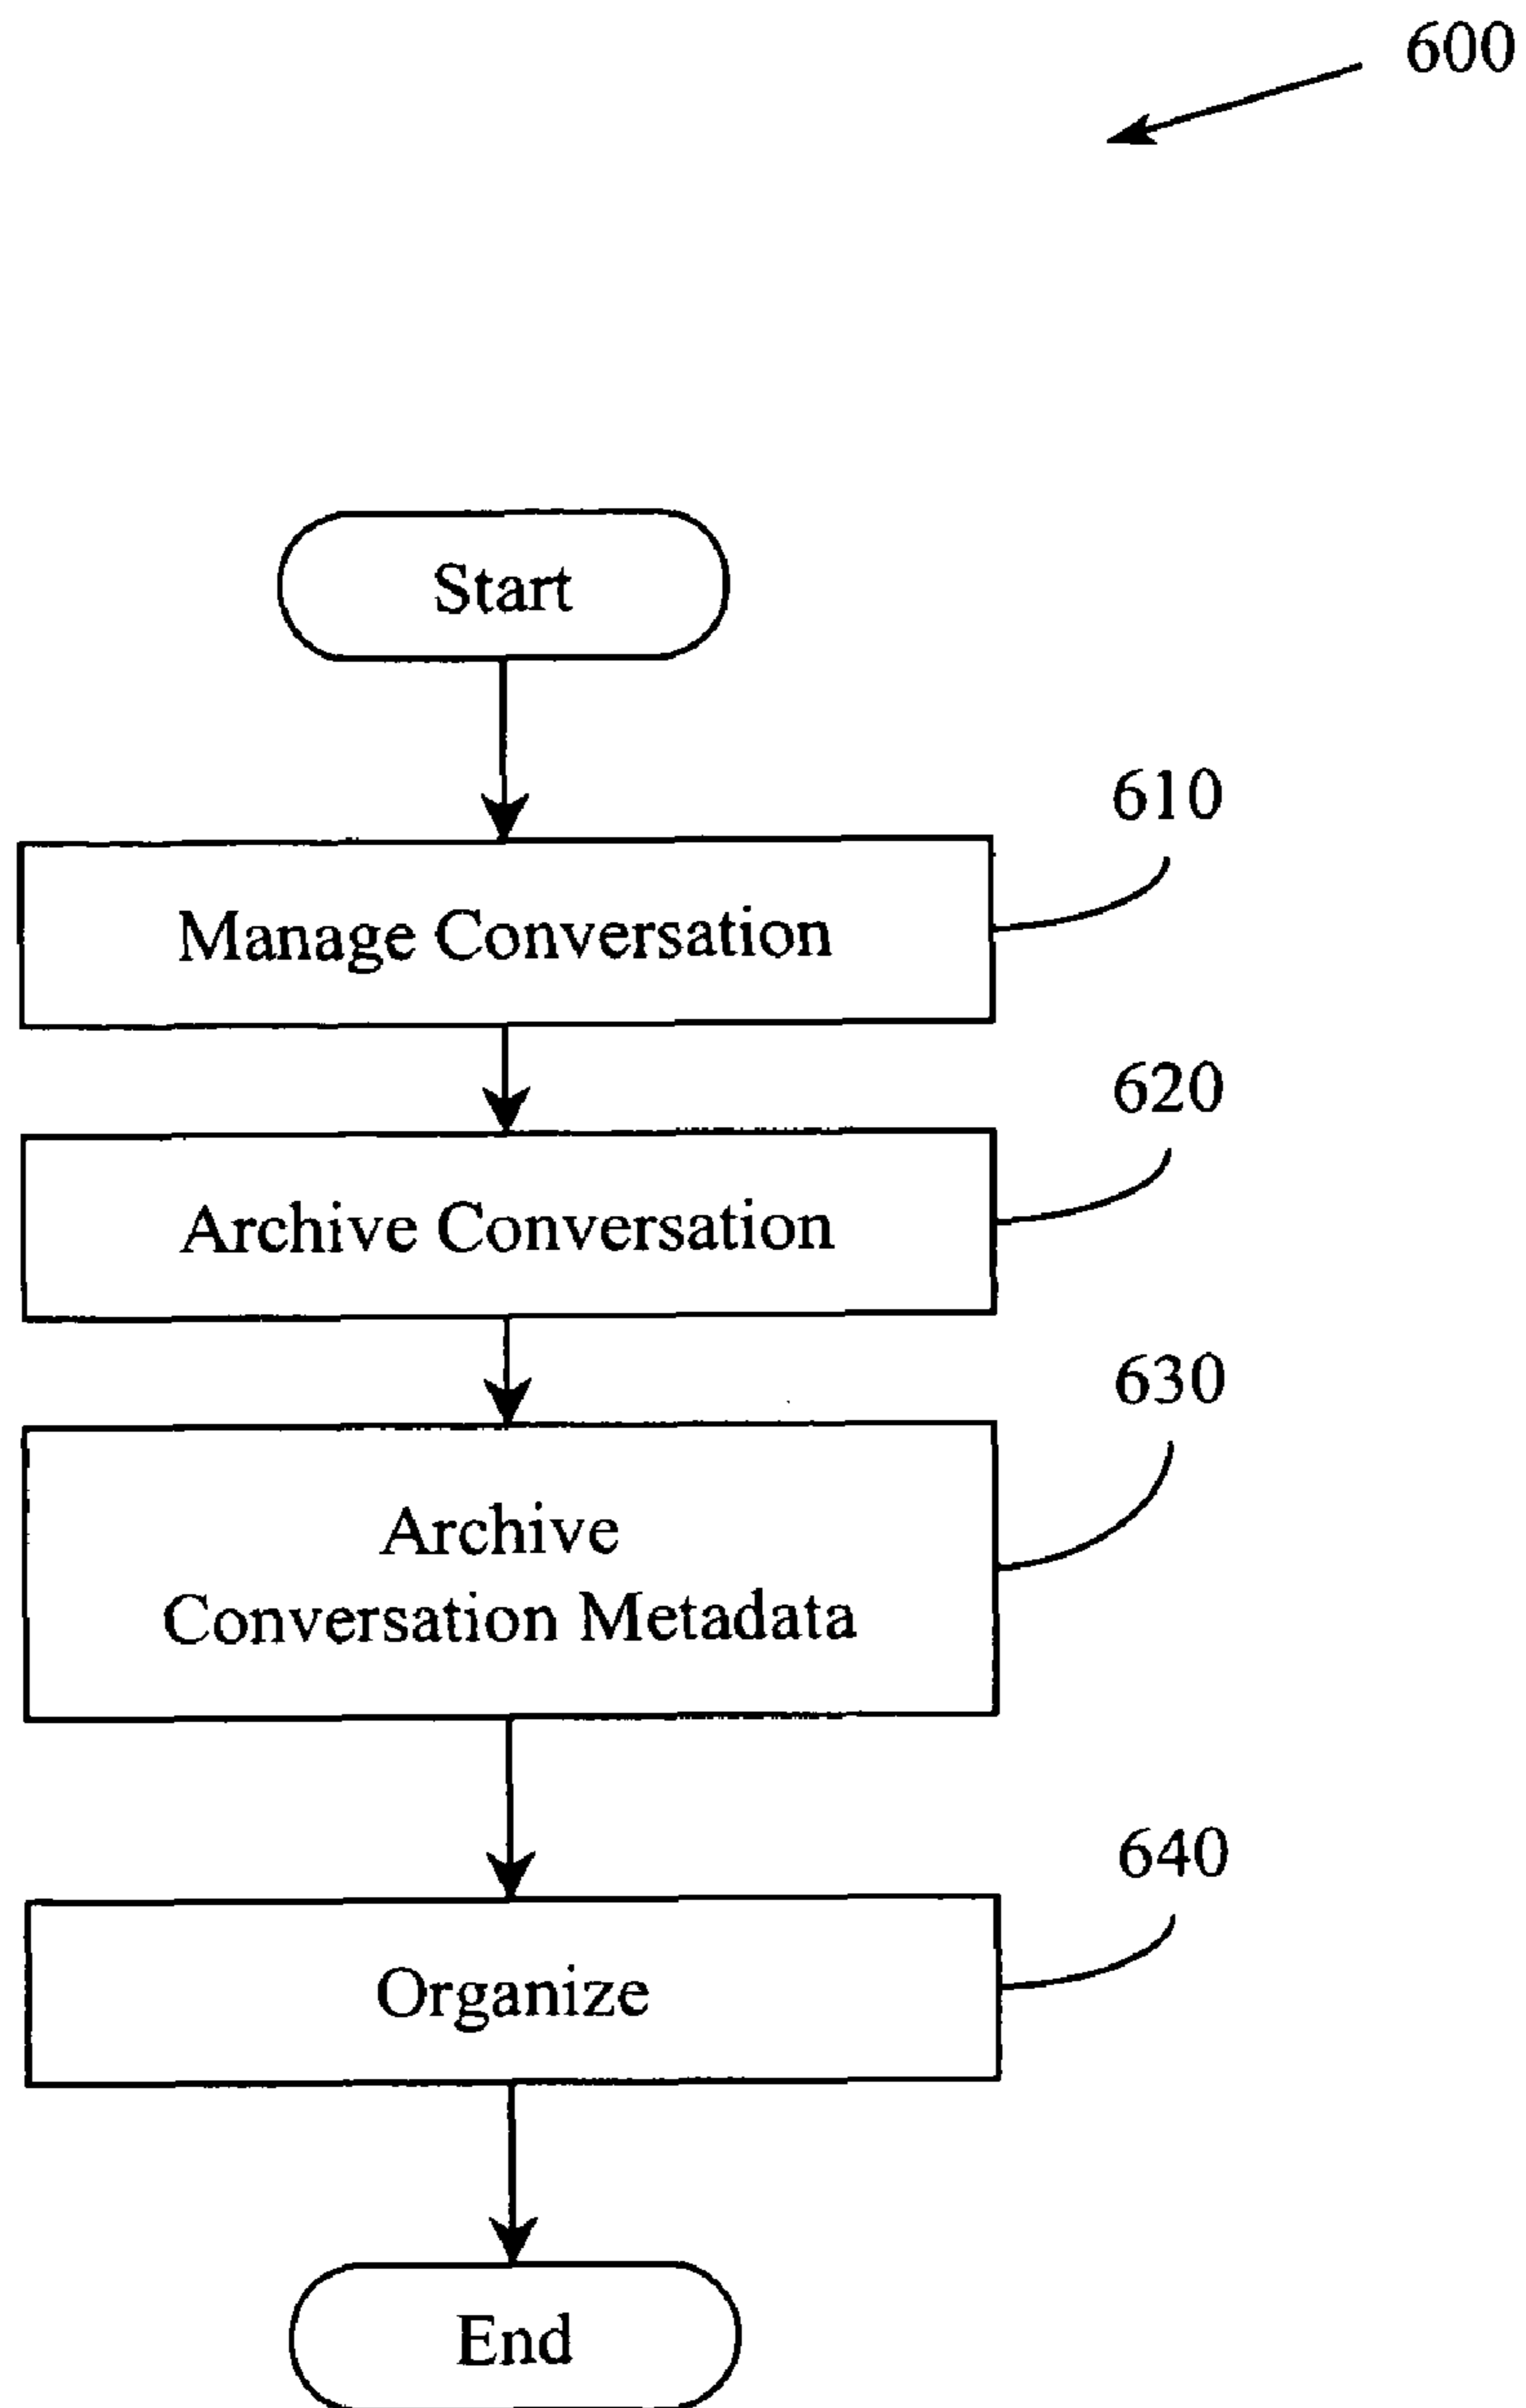 600
Start
610
Manage Conversation
620
Archive Conversation
630
Archive
Conversation Metadata
640
Organize
End